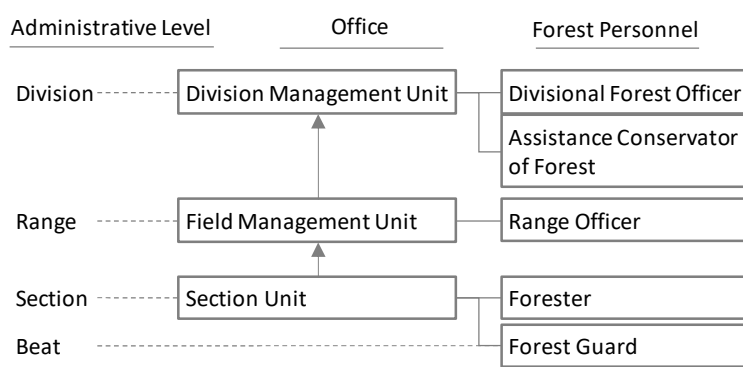 Administrative Level
Office
Forest Personnel
Division
Division Management Unit
Divisional Forest Officer
Assistance Conservator
of Forest
Range
Field Management Unit
Range Officer
Section
Section Unit
Forester
Beat
Forest Guard